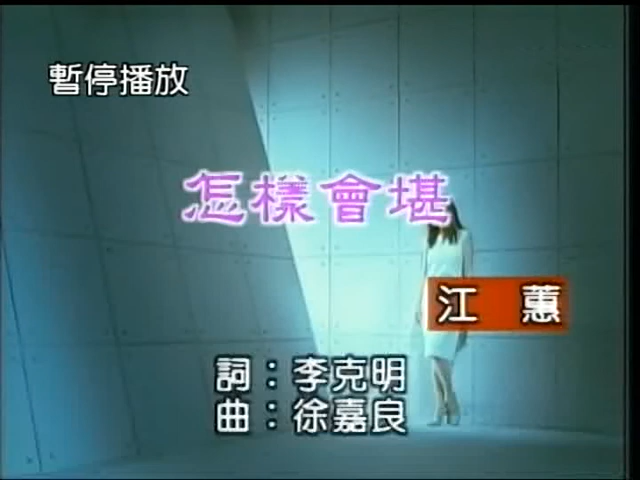 暫停播放
怎樣會堪
江 蕙
詞：李克明
曲：徐嘉良